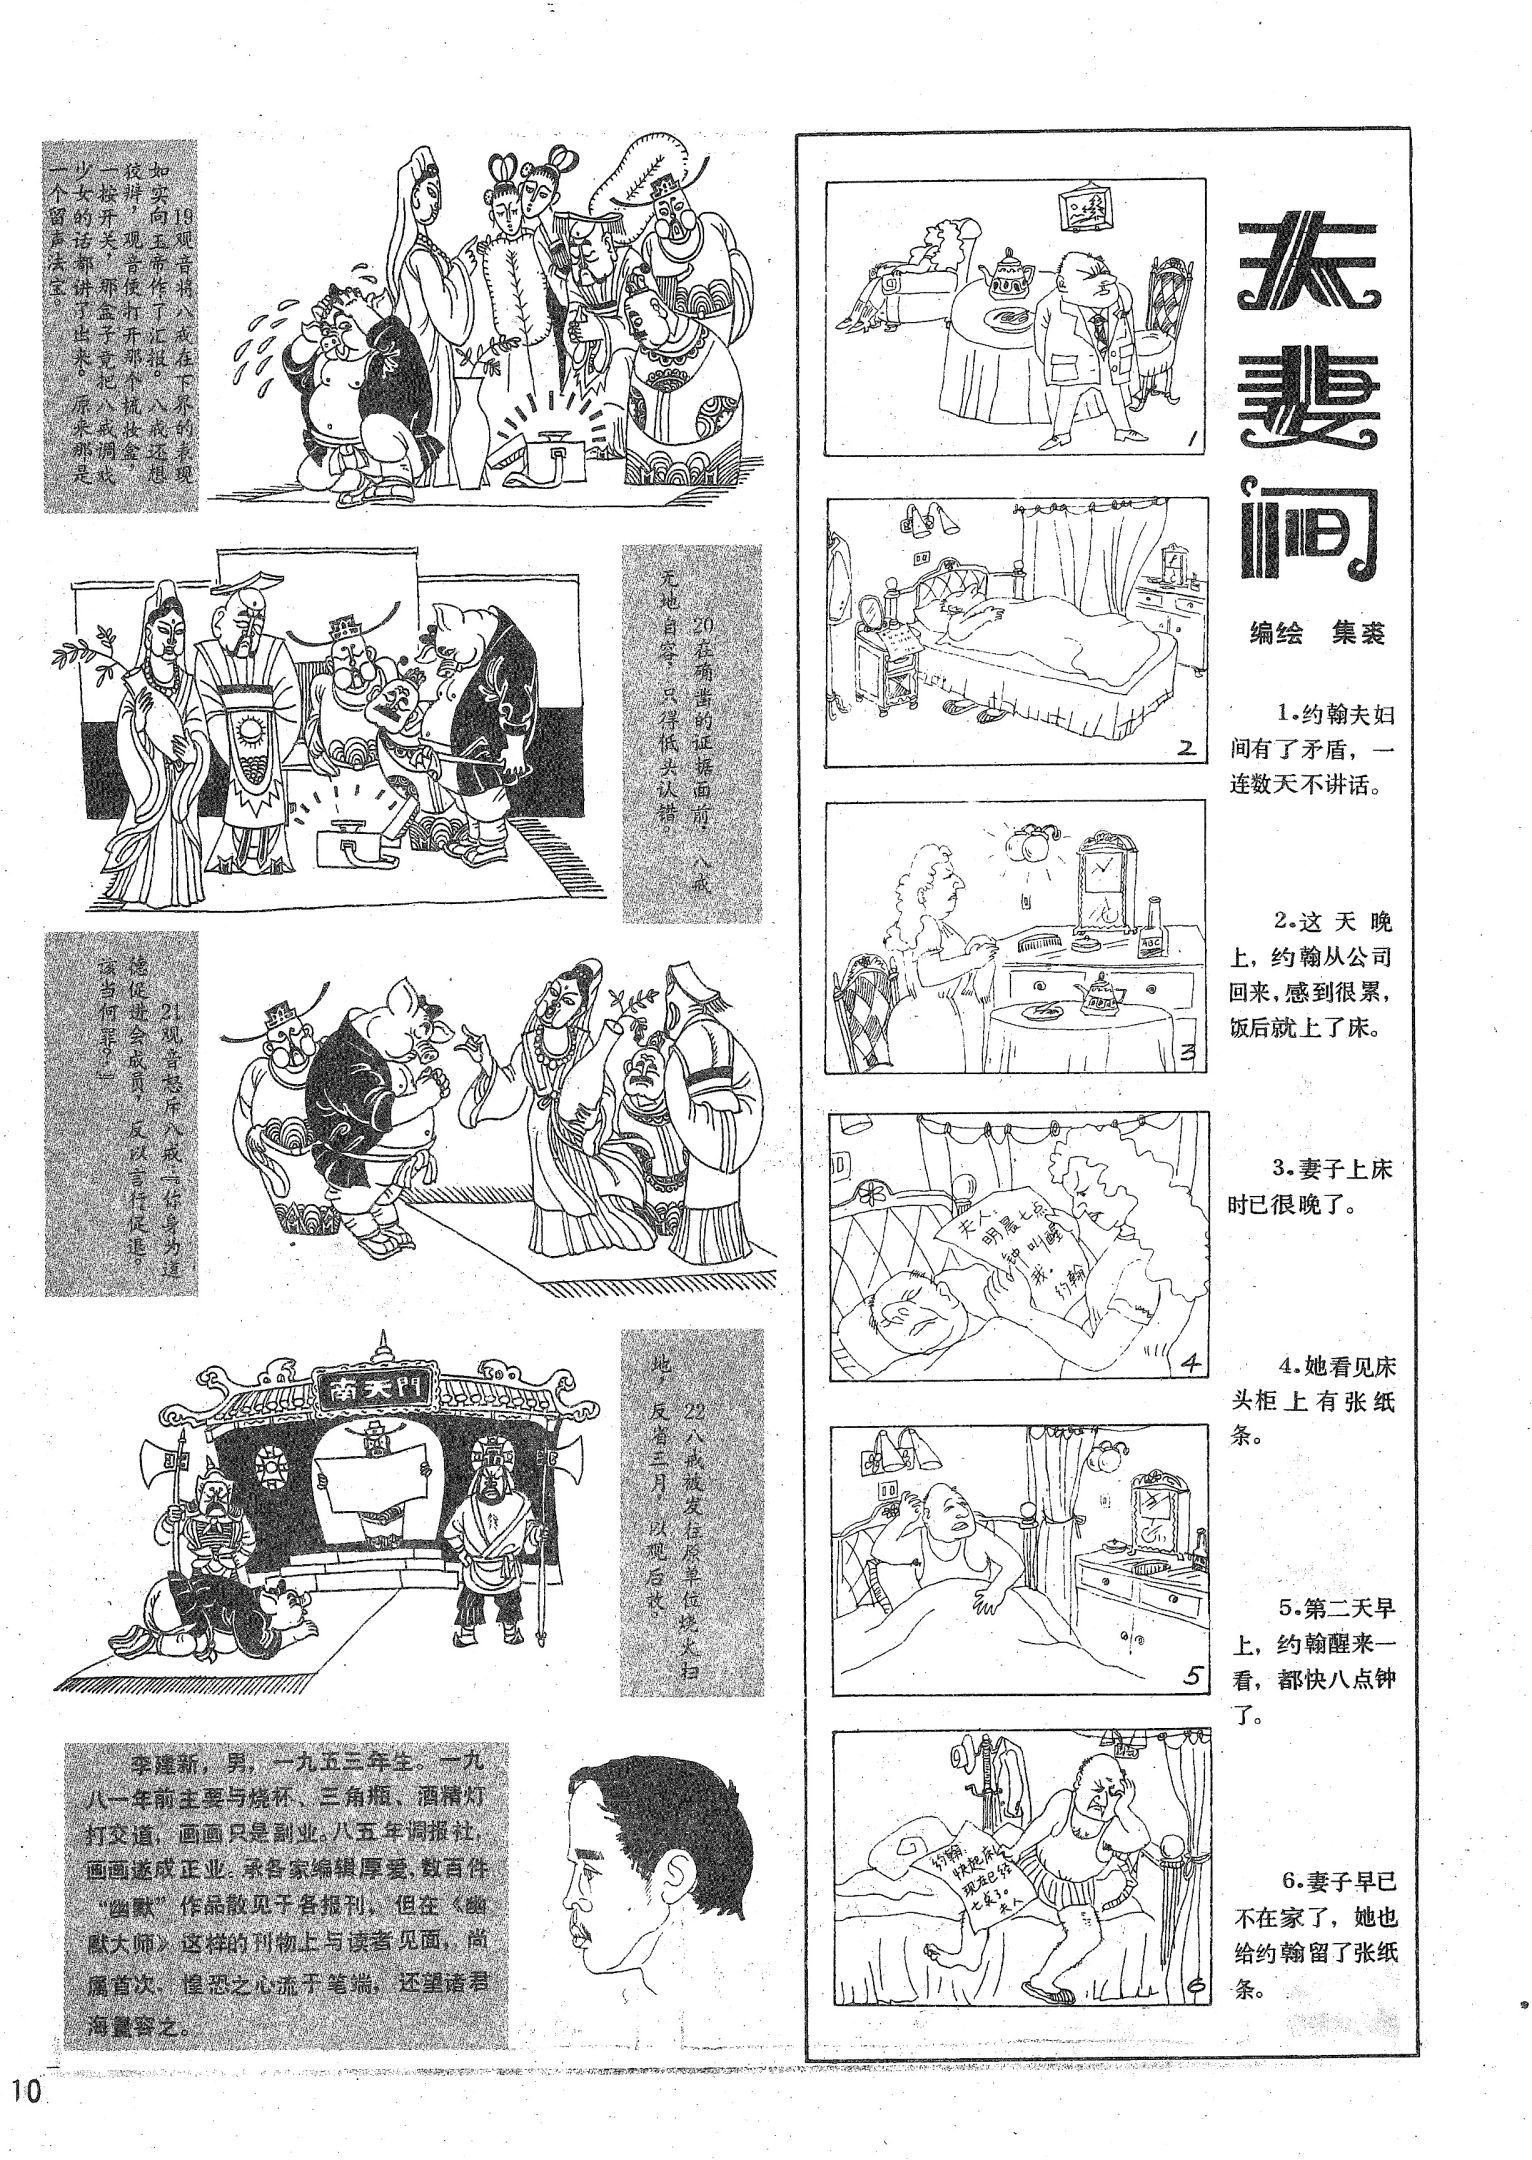 19观音将八戒在下界的表现
如实向玉帝作了汇报。八戒还想
狡辩，观音便打开那个梳妆盒，
一按开关，那盒子竟把八戒调戏
少女的话都讲了出来。原来那是
一个留声法宝。
20在确凿的证据面前，八戒
无地自容，只得低头认错。
21观音怒斥八戒『你身为道
德促进会成员，反以言行促退。
该当何罪？』
南天門
22八戒被发往原单位烧火扫
地，反省三月，以观后改。
李建新，男，一九五三年生。一九
八一年前主要与烧杯、三角瓶、酒精灯
打交道，画画只是副业。八五年调报社，
画画遂成正业．承各家编辑厚爱，数百件
“幽默”作品散见于各报刊，但在《幽
默大师》这样的刊物上与读者见面，尚
属首次．惶恐之心流于笔端，还望诸君
海量容之。
10
夫妻间
编绘 集裘
1.约翰夫妇
间有了矛盾，一
连数天不讲话。
2.这天晚
上，约翰从公司
回来，感到很累，
饭后就上了床。
3.妻子上床
时已很晚了。
4.她看见床
头柜上有张纸
条。
5.第二天早
上，约翰醒来一
看，都快八点钟
了。
6.妻子早已
不在家了，她也
给约翰留了张纸
条。
1
2
ABC
3
夫人：
明晨七点
钟叫醒
我。
约翰
4
5
约翰：
快起床，
现在已经
七点了。
夫人
6